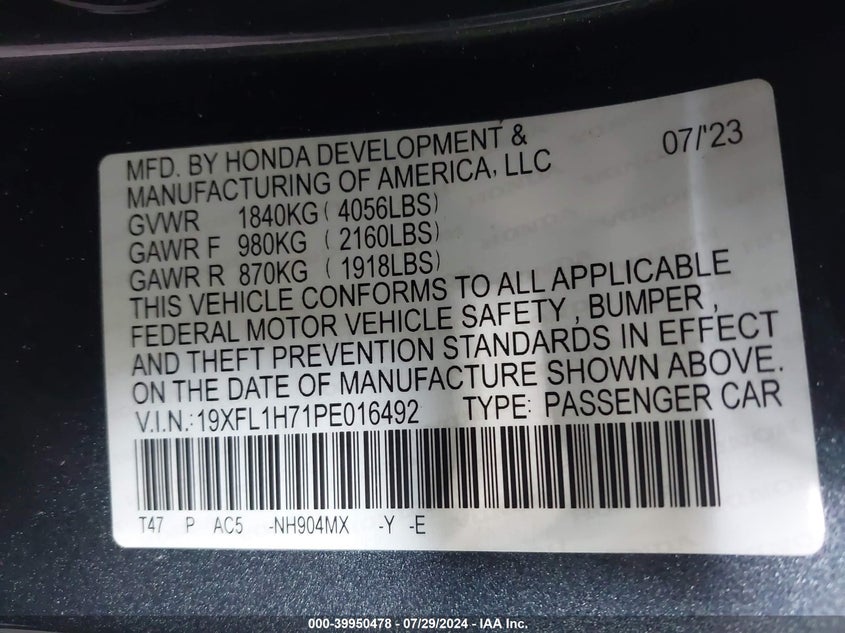 MFD. BY HONDA DEVELOPMENT & 07/'23
MANUFACTURING OF AMERICA, LLC
GVWR 1840KG ( 4056LBS)
GAWR F 980KG ( 2160LBS)
GAWR R 870KG ( 1918LBS)
THIS VEHICLE CONFORMS TO ALL APPLICABLE
FEDERAL MOTOR VEHICLE SAFETY , BUMPER ,
AND THEFT PREVENTION STANDARDS IN EFFECT
ON THE DATE OF MANUFACTURE SHOWN ABOVE.
V.I.N.:19XFL1H71PE016492 TYPE: PASSENGER CAR
T47 P AC5 -NH904MX -Y -E
000-39950478 - 07/29/2024 - IAA Inc.